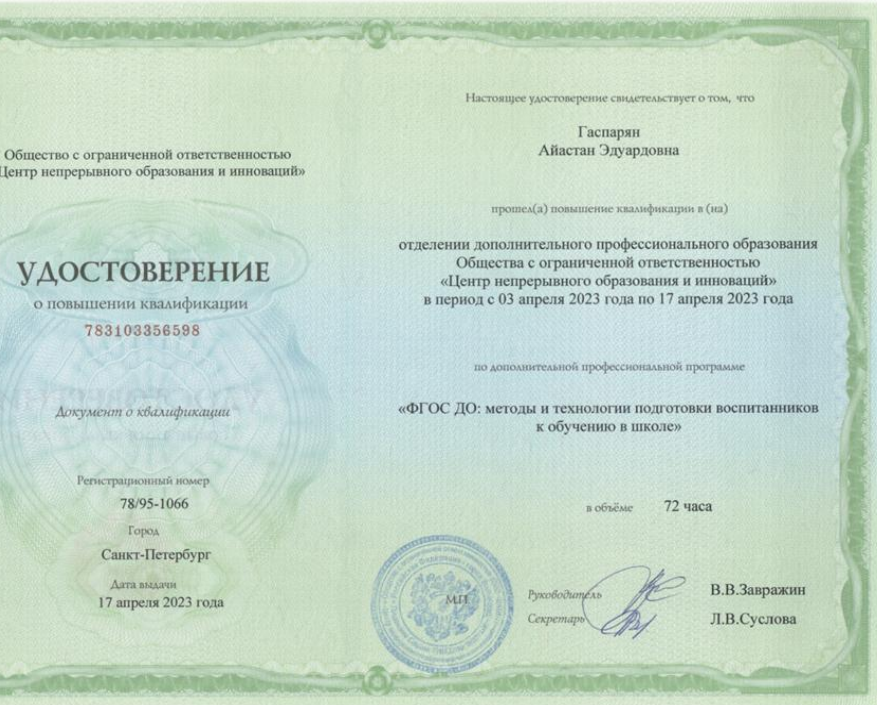 Общество с ограниченной ответственностью
Центр непрерывного образования и инноваций»
УДОСТОВЕРЕНИЕ
о повышении квалификации
783103356598
Документ о квалификации
Регистрационный номер
78/95-1066
Город
Санкт-Петербург
Дата выдачи
17 апреля 2023 года
Настоящее удостоверение свидетельствует о том, что
Гаспарян
Айастан Эдуардовна
прошел(а) повышение квалификации в (на)
отделении дополнительного профессионального образования
Общества с ограниченной ответственностью
«Центр непрерывного образования и инноваций»
в период с 03 апреля 2023 года по 17 апреля 2023 года
по дополнительной профессиональной программе
«ФГОС ДО: методы и технологии подготовки воспитанников
к обучению в школе»
в объёме 72 часа
М.П.
Руководитель В.В.Завражин
Секретарь Л.В.Суслова